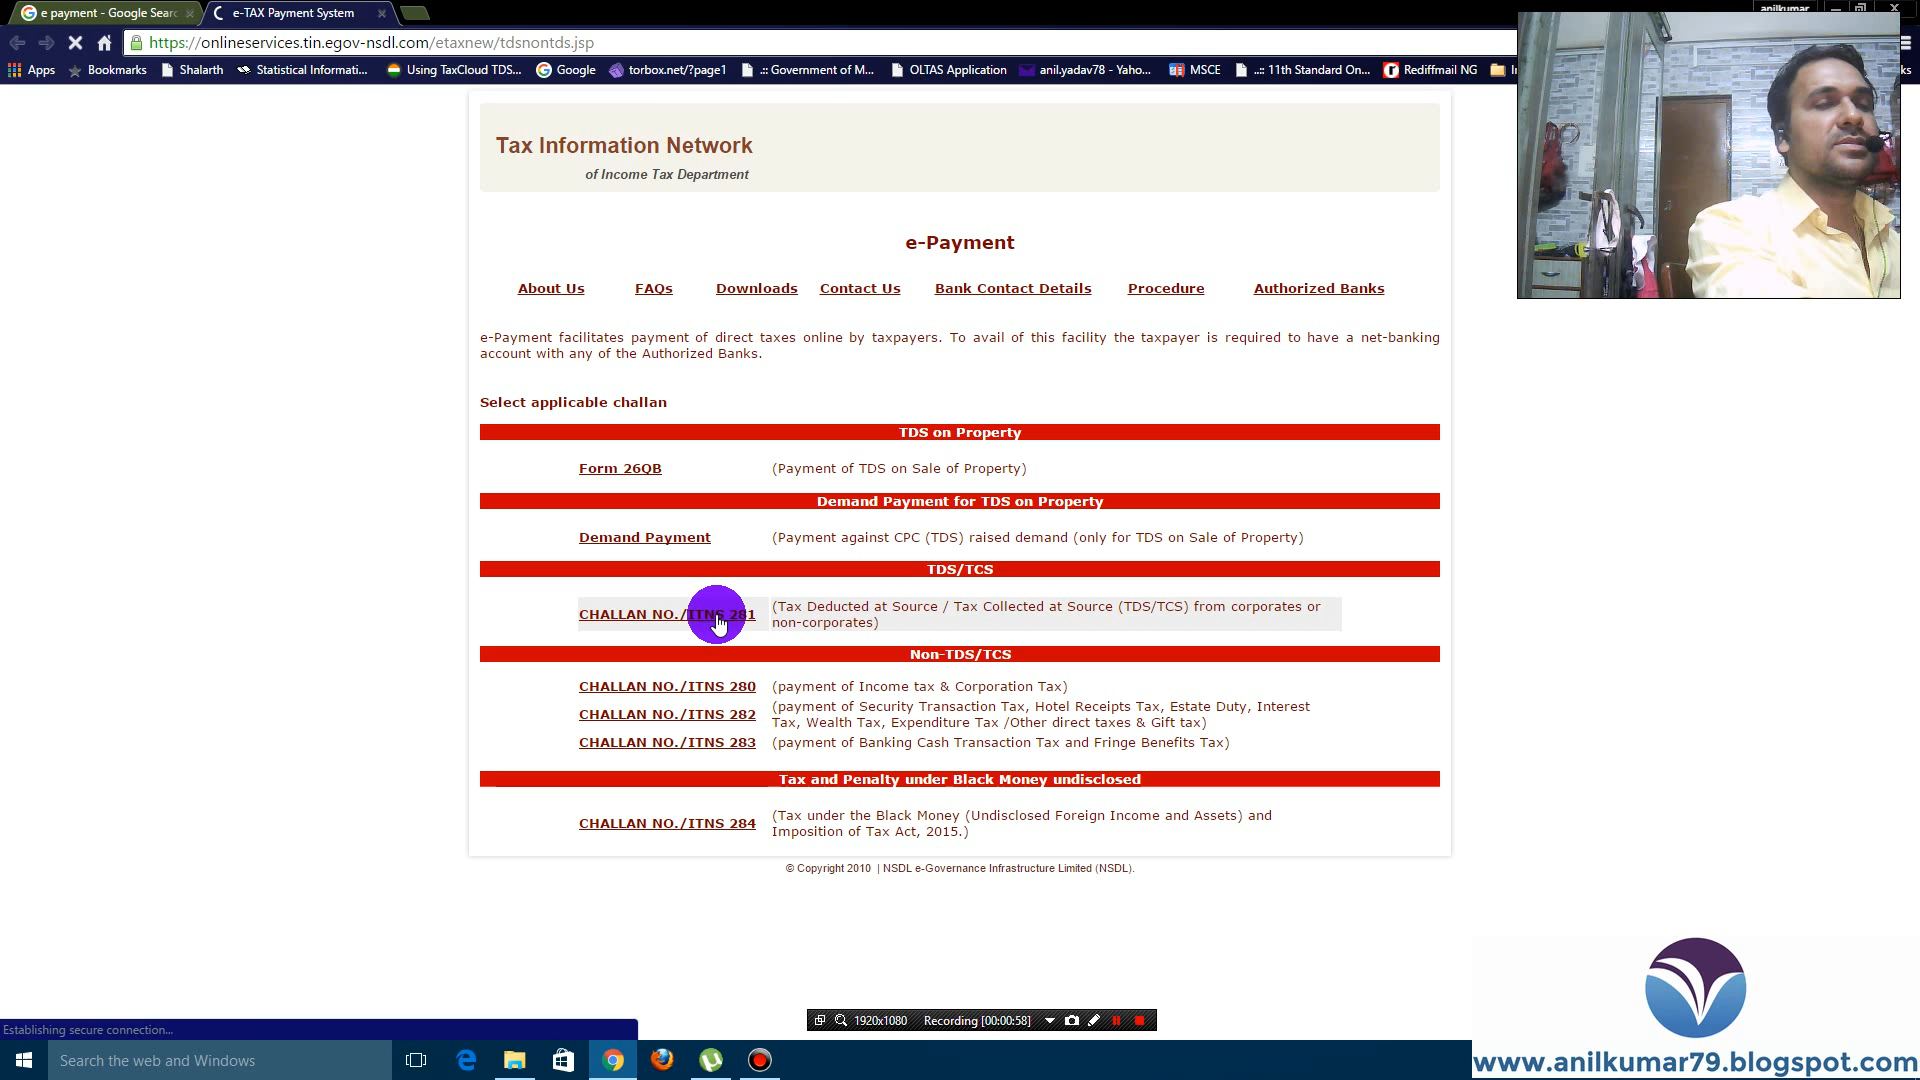 e payment - Google Searc
e-TAX Payment System
anilkumar
https://onlineservices.tin.egov-nsdl.com/etaxnew/tdsnontds.jsp
Apps
Bookmarks
Shalarth
Statistical Informati...
Using TaxCloud TDS...
Google
torbox.net/?page1
.:: Government of M...
OLTAS Application
anil.yadav78 - Yaho...
MSCE
..:: 11th Standard On...
Rediffmail NG
Tax Information Network
of Income Tax Department
e-Payment
About Us FAQs Downloads Contact Us Bank Contact Details Procedure Authorized Banks
e-Payment facilitates payment of direct taxes online by taxpayers. To avail of this facility the taxpayer is required to have a net-banking
account with any of the Authorized Banks.
Select applicable challan
TDS on Property
Form 26QB (Payment of TDS on Sale of Property)
Demand Payment for TDS on Property
Demand Payment (Payment against CPC (TDS) raised demand (only for TDS on Sale of Property)
TDS/TCS
CHALLAN NO./ITNS 281 (Tax Deducted at Source / Tax Collected at Source (TDS/TCS) from corporates or
non-corporates)
Non-TDS/TCS
CHALLAN NO./ITNS 280 (payment of Income tax & Corporation Tax)
CHALLAN NO./ITNS 282 (payment of Security Transaction Tax, Hotel Receipts Tax, Estate Duty, Interest
Tax, Wealth Tax, Expenditure Tax /Other direct taxes & Gift tax)
CHALLAN NO./ITNS 283 (payment of Banking Cash Transaction Tax and Fringe Benefits Tax)
Tax and Penalty under Black Money undisclosed
CHALLAN NO./ITNS 284 (Tax under the Black Money (Undisclosed Foreign Income and Assets) and
Imposition of Tax Act, 2015.)
© Copyright 2010 | NSDL e-Governance Infrastructure Limited (NSDL).
Establishing secure connection...
1920x1080 Recording [00:00:58]
Search the web and Windows
www.anilkumar79.blogspot.com